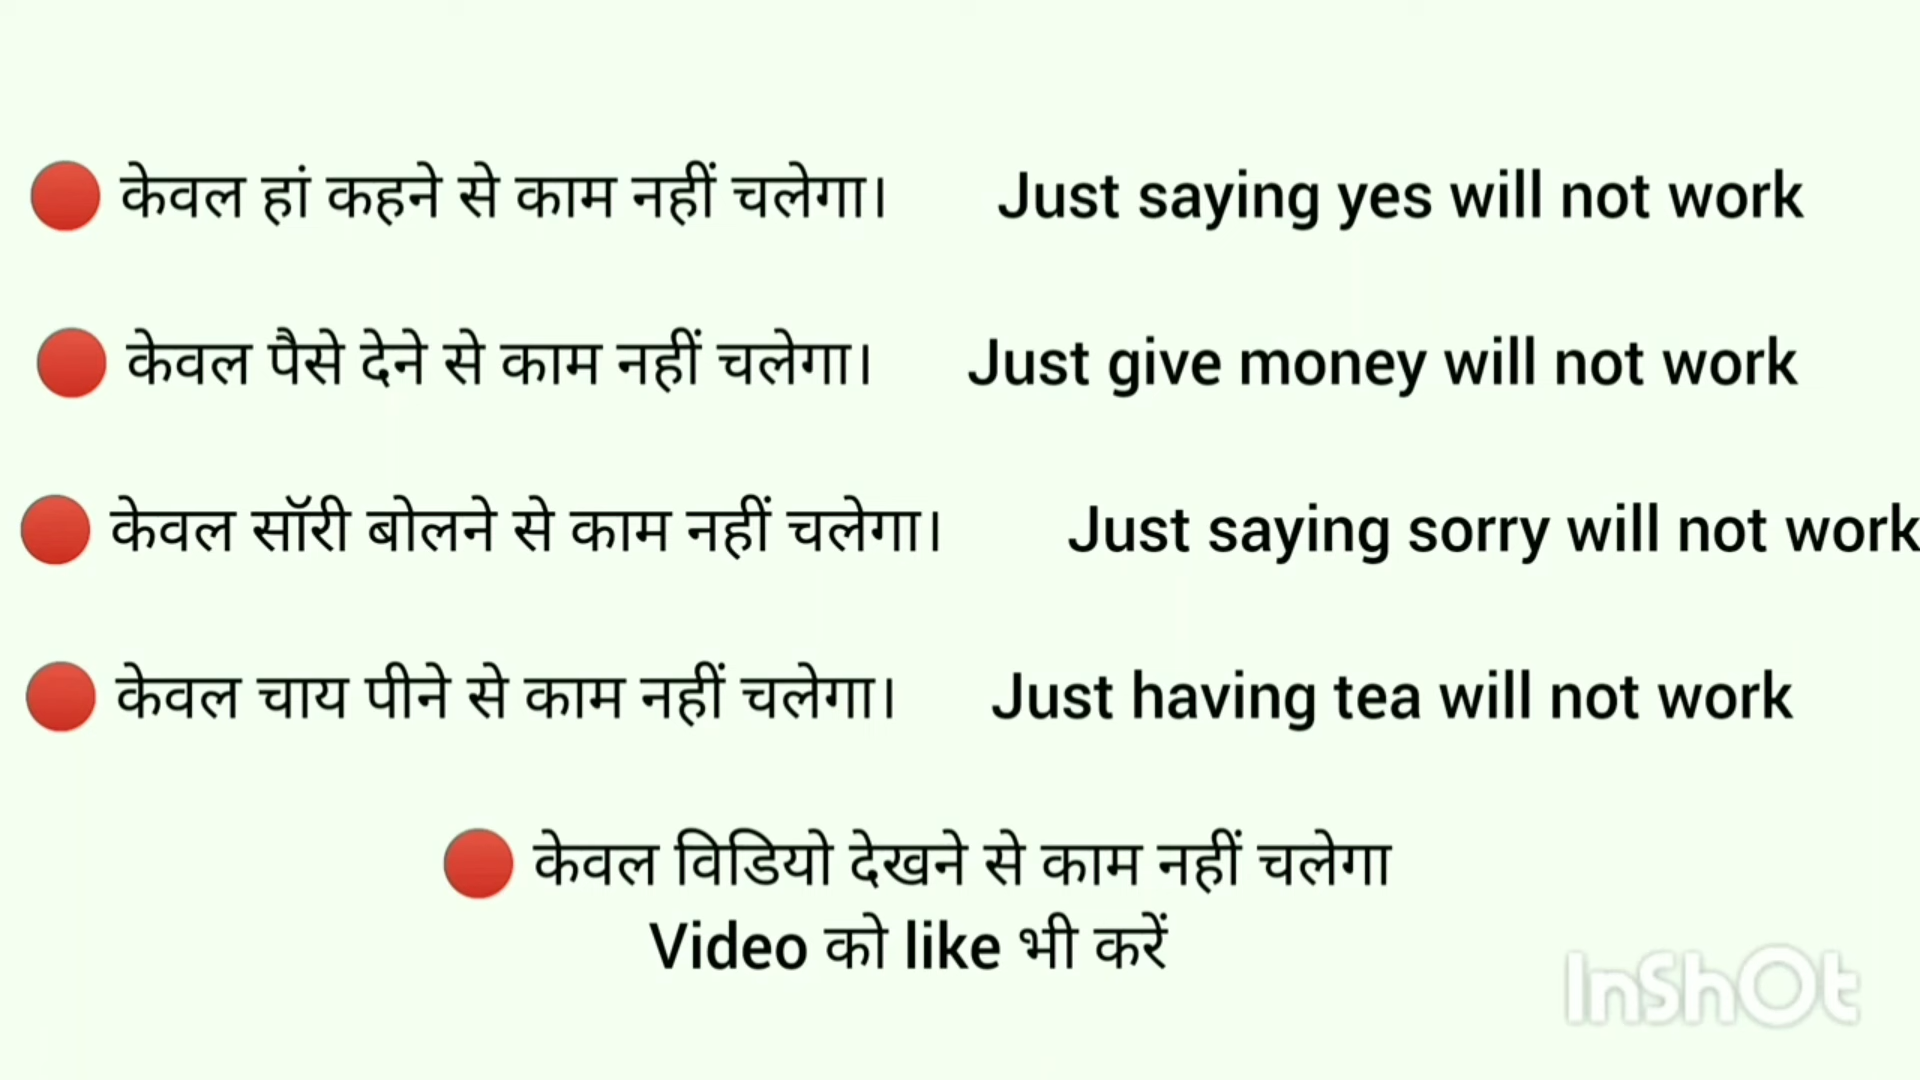 🔴 केवल हां कहने से काम नहीं चलेगा। Just saying yes will not work
🔴 केवल पैसे देने से काम नहीं चलेगा। Just give money will not work
🔴 केवल सॉरी बोलने से काम नहीं चलेगा। Just saying sorry will not work
🔴 केवल चाय पीने से काम नहीं चलेगा। Just having tea will not work
🔴 केवल विडियो देखने से काम नहीं चलेगा
Video को like भी करें
InShOt